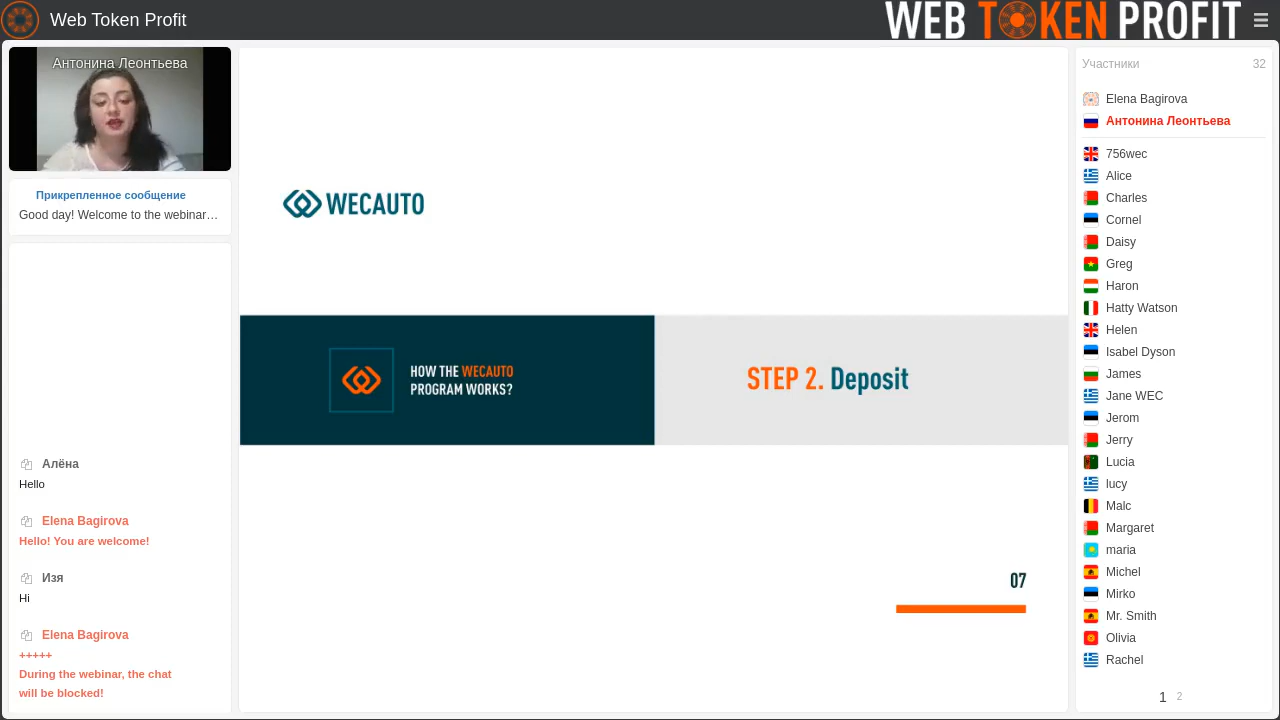 Web Token Profit
WEB TOKEN PROFIT
Антонина Леонтьева
Прикрепленное сообщение
Good day! Welcome to the webinar…
Алёна
Hello
Elena Bagirova
Hello! You are welcome!
Изя
Hi
Elena Bagirova
+++++
During the webinar, the chat
will be blocked!
WECAUTO
HOW THE WECAUTO
PROGRAM WORKS?
STEP 2. Deposit
07
Участники 32
Elena Bagirova
Антонина Леонтьева
756wec
Alice
Charles
Cornel
Daisy
Greg
Haron
Hatty Watson
Helen
Isabel Dyson
James
Jane WEC
Jerom
Jerry
Lucia
lucy
Malc
Margaret
maria
Michel
Mirko
Mr. Smith
Olivia
Rachel
1 2